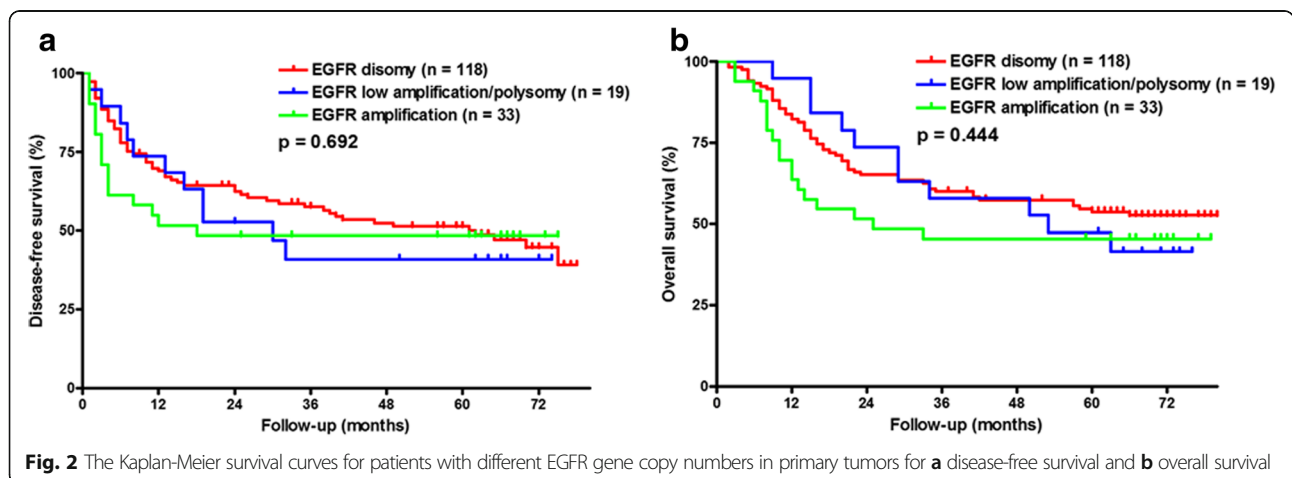 a
EGFR disomy (n = 118)
EGFR low amplification/polysomy (n = 19)
EGFR amplification (n = 33)
p = 0.692
Disease-free survival (%)
100
75
50
25
0
0 12 24 36 48 60 72
Follow-up (months)
b
EGFR disomy (n = 118)
EGFR low amplification/polysomy (n = 19)
EGFR amplification (n = 33)
p = 0.444
Overall survival (%)
100
75
50
25
0
0 12 24 36 48 60 72
Follow-up (months)
Fig. 2 The Kaplan-Meier survival curves for patients with different EGFR gene copy numbers in primary tumors for a disease-free survival and b overall survival